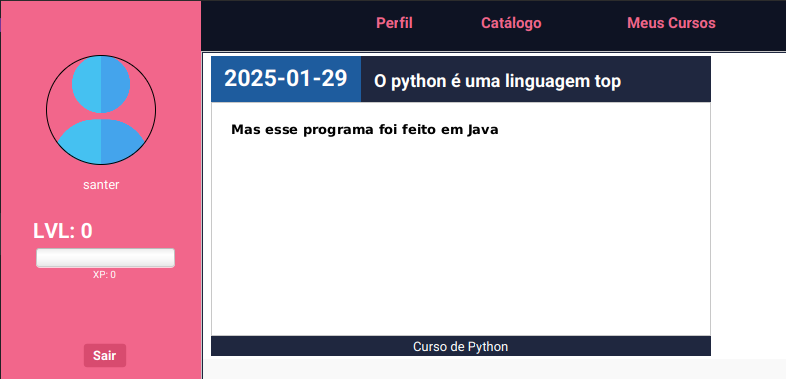 Perfil Catálogo Meus Cursos
santer
LVL: 0
XP: 0
Sair
2025-01-29 O python é uma linguagem top
Mas esse programa foi feito em Java
Curso de Python